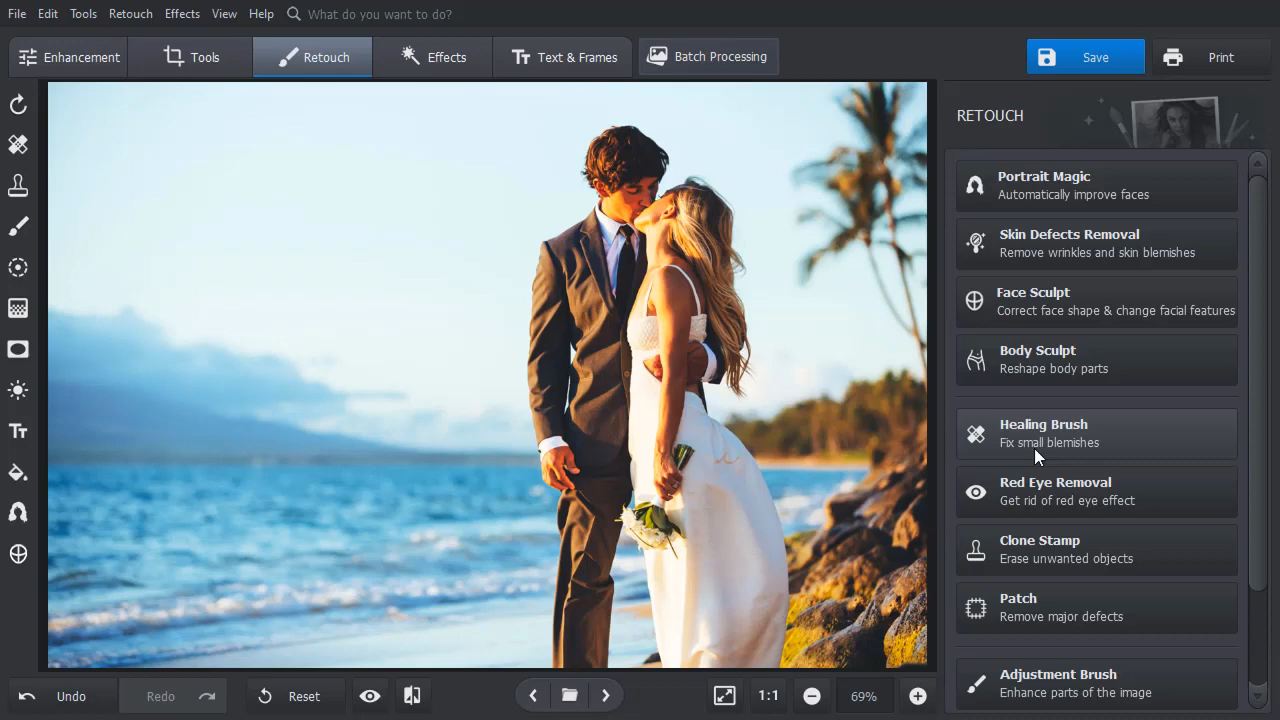 File Edit Tools Retouch Effects View Help What do you want to do?
Enhancement Tools Retouch Effects Text & Frames Batch Processing Save Print
RETOUCH
Portrait Magic
Automatically improve faces
Skin Defects Removal
Remove wrinkles and skin blemishes
Face Sculpt
Correct face shape & change facial features
Body Sculpt
Reshape body parts
Healing Brush
Fix small blemishes
Red Eye Removal
Get rid of red eye effect
Clone Stamp
Erase unwanted objects
Patch
Remove major defects
Adjustment Brush
Enhance parts of the image
Undo Redo Reset 1:1 69%